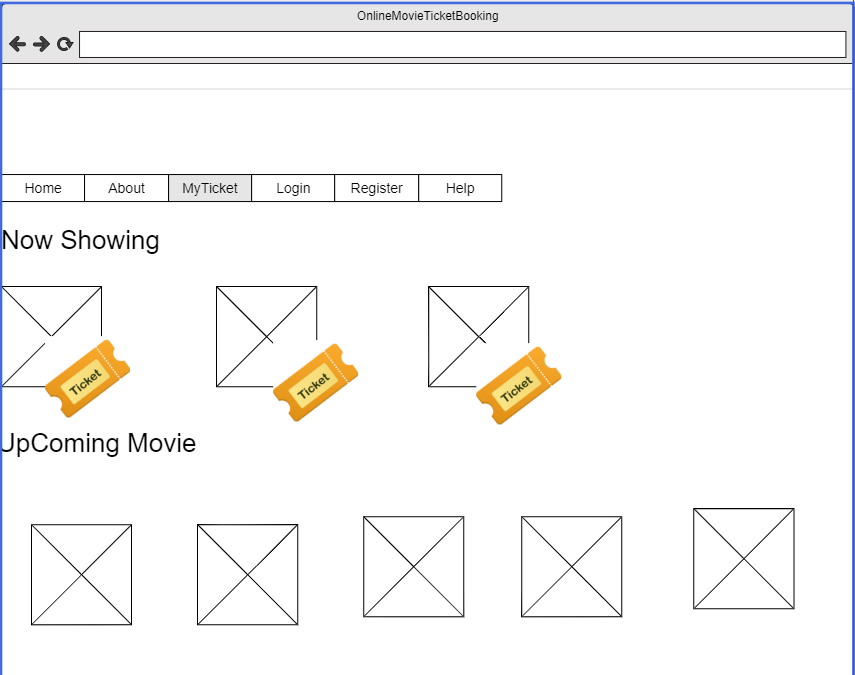 OnlineMovieTicketBooking
Home About MyTicket Login Register Help
Now Showing
Ticket Ticket Ticket
UpComing Movie